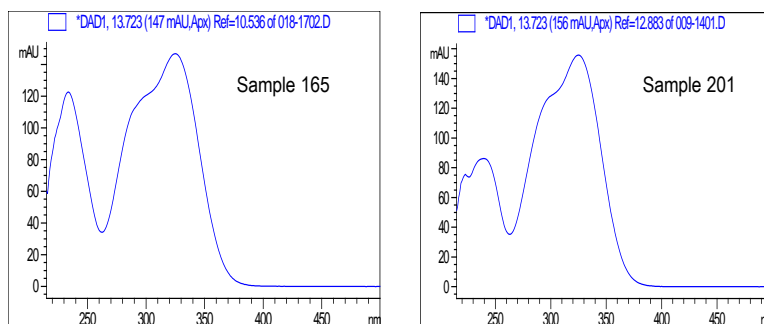 *DAD1, 13.723 (147 mAU,Apx) Ref=10.536 of 018-1702.D
mAU
Sample 165
120
100
80
60
40
20
0
250 300 350 400 450 nm
*DAD1, 13.723 (156 mAU,Apx) Ref=12.883 of 009-1401.D
mAU
Sample 201
140
120
100
80
60
40
20
0
250 300 350 400 450 nm